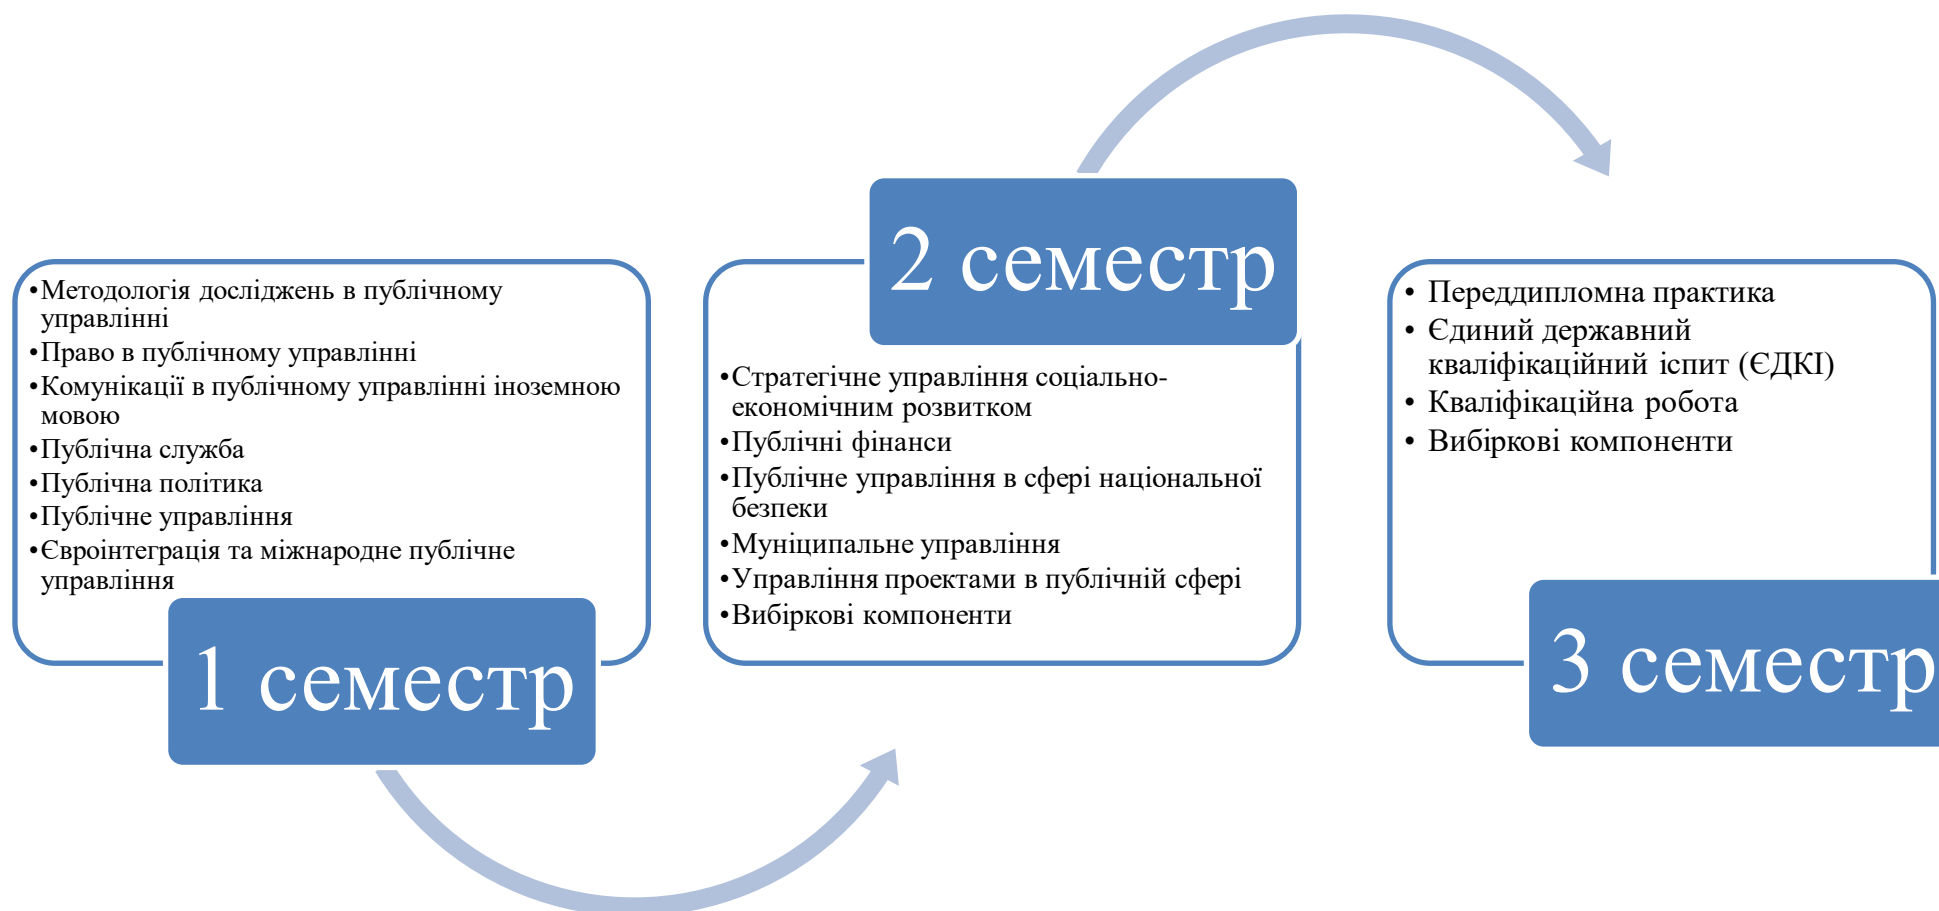 •Методологія досліджень в публічному
управлінні
•Право в публічному управлінні
•Комунікації в публічному управлінні іноземною
мовою
•Публічна служба
•Публічна політика
•Публічне управління
•Євроінтеграція та міжнародне публічне
управління
1 семестр
2 семестр
•Стратегічне управління соціально-
економічним розвитком
•Публічні фінанси
•Публічне управління в сфері національної
безпеки
•Муніципальне управління
•Управління проектами в публічній сфері
•Вибіркові компоненти
• Переддипломна практика
• Єдиний державний
кваліфікаційний іспит (ЄДКІ)
• Кваліфікаційна робота
• Вибіркові компоненти
3 семестр